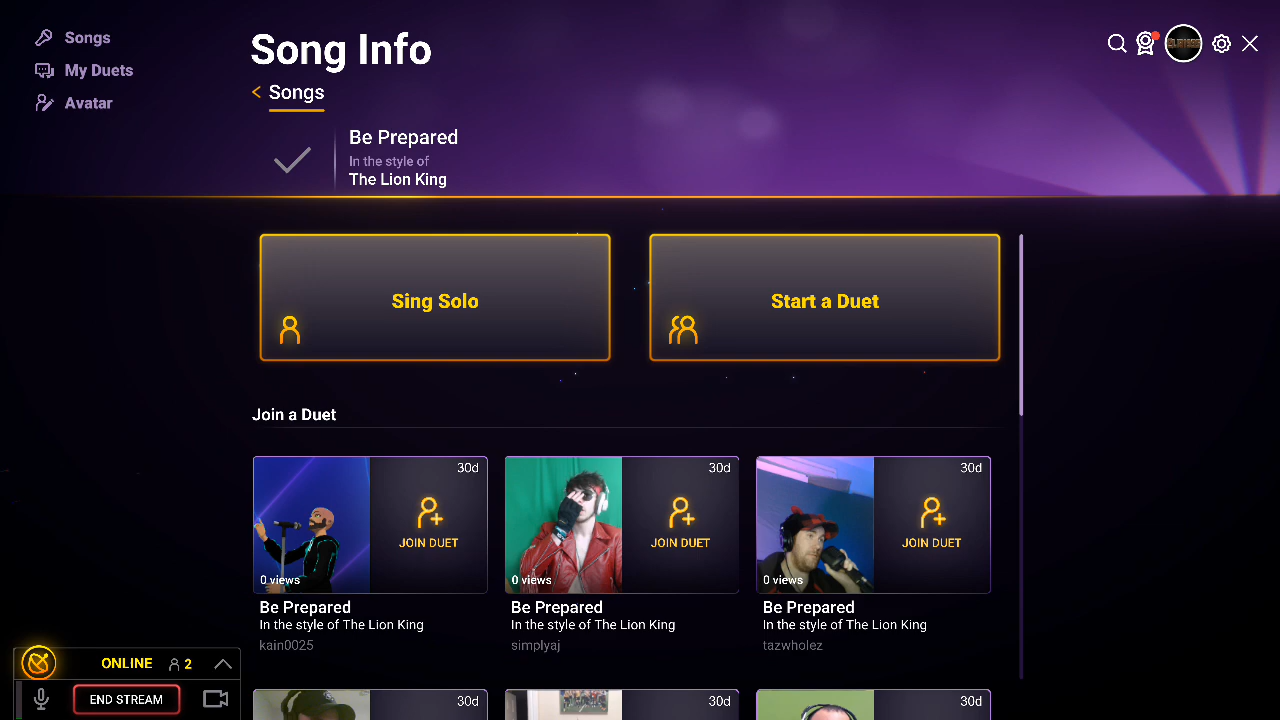 Songs
My Duets
Avatar
Song Info
Songs
Be Prepared
In the style of
The Lion King
Sing Solo
Start a Duet
Join a Duet
30d
JOIN DUET
0 views
Be Prepared
In the style of The Lion King
kain0025
30d
JOIN DUET
0 views
Be Prepared
In the style of The Lion King
simplyaj
30d
JOIN DUET
0 views
Be Prepared
In the style of The Lion King
tazwholez
30d
30d
30d
ONLINE 2
END STREAM